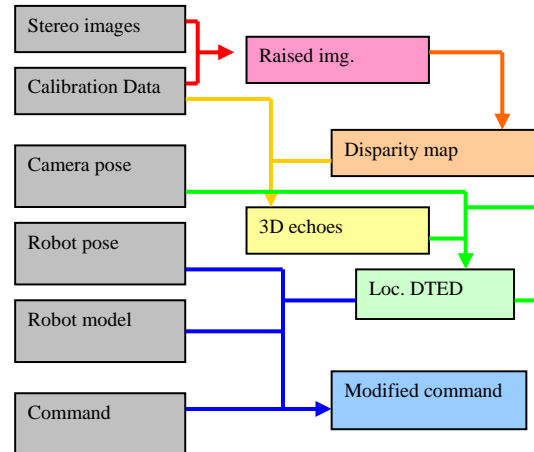 Stereo images
Raised img.
Calibration Data
Disparity map
Camera pose
3D echoes
Robot pose
Loc. DTED
Robot model
Modified command
Command